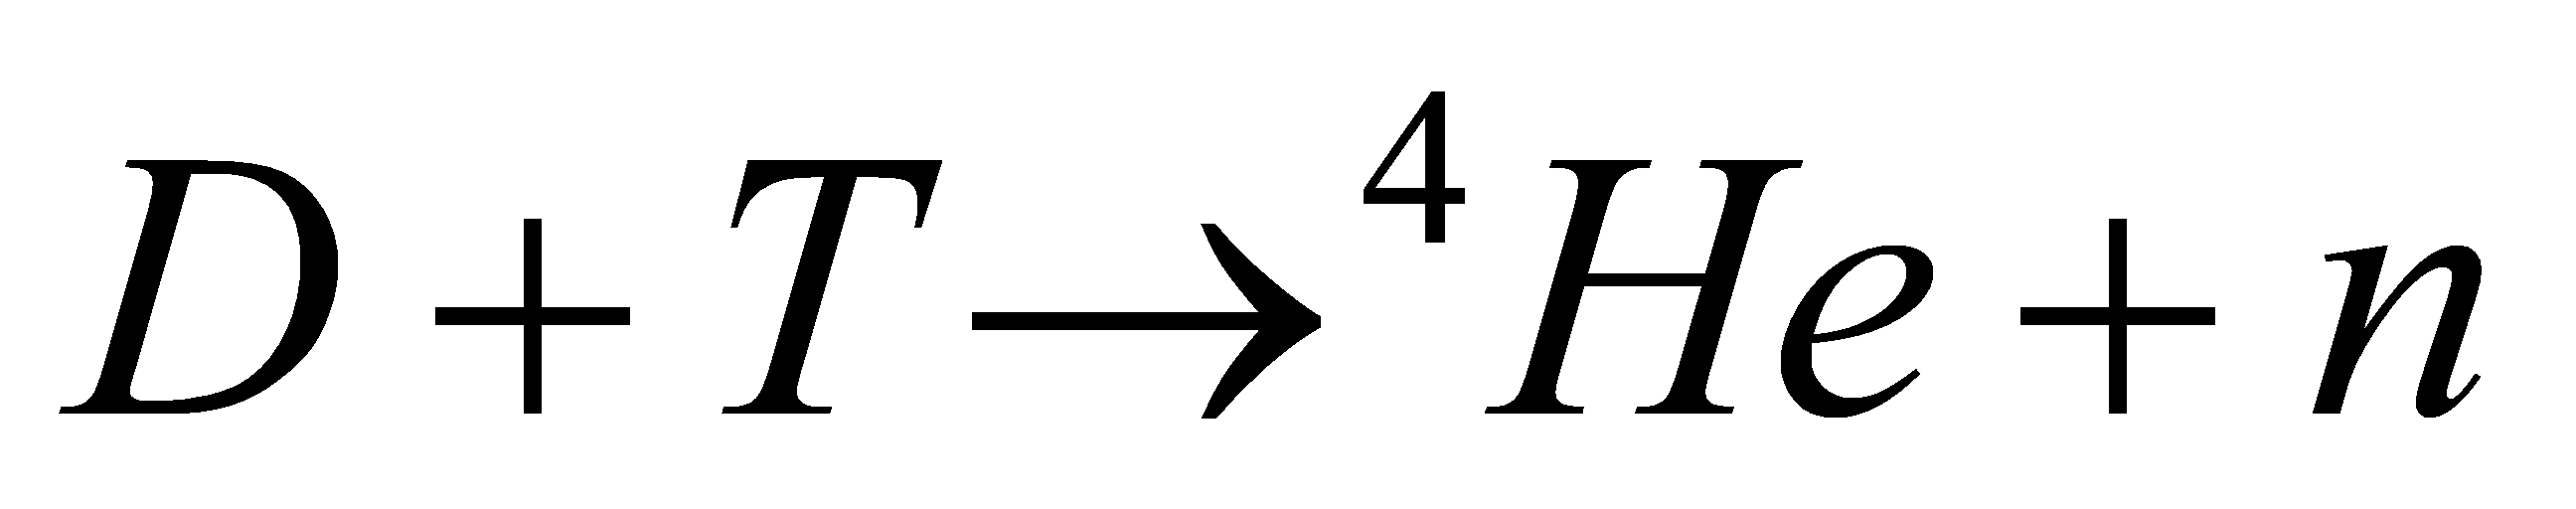 D + T → ⁴He + n